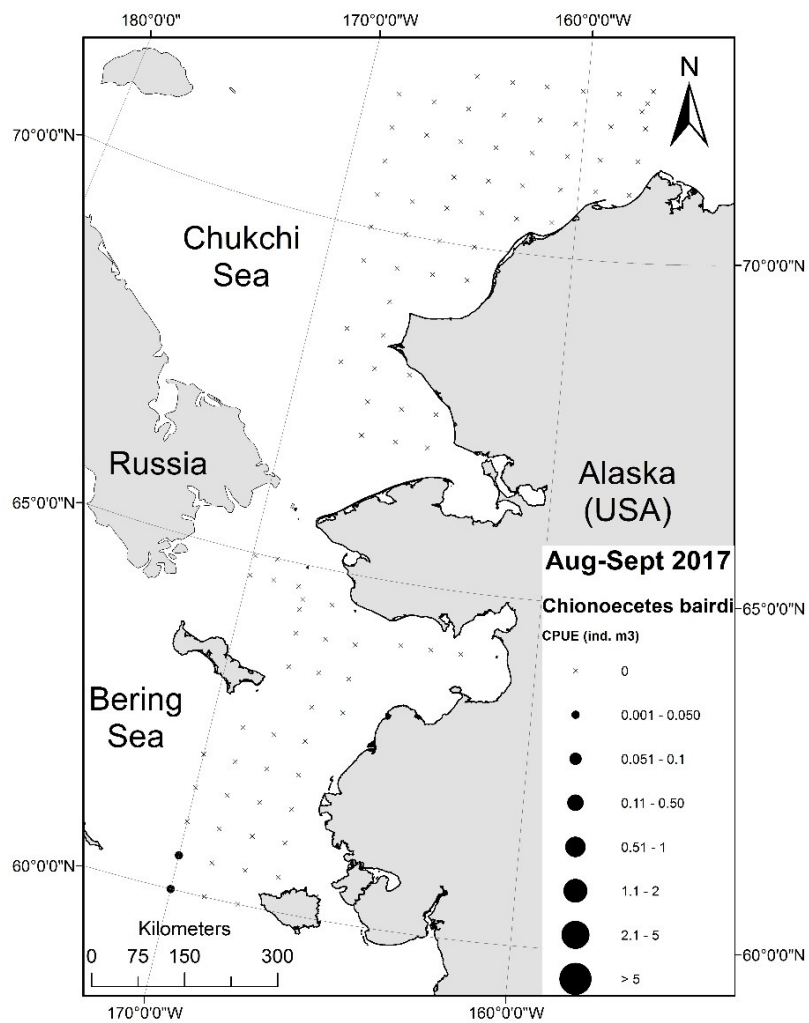 180°0'0"W
170°0'0"W
160°0'0"W
N
70°0'0"N
Chukchi
Sea
70°0'0"N
Russia
Alaska
(USA)
65°0'0"N
Aug-Sept 2017
65°0'0"N
Chionoecetes bairdi
CPUE (ind. m3)
0
Bering
Sea
0.001 - 0.050
0.051 - 0.1
0.11 - 0.50
0.51 - 1
60°0'0"N
1.1 - 2
2.1 - 5
Kilometers
0 75 150 300
60°0'0"N
> 5
170°0'0"W
160°0'0"W